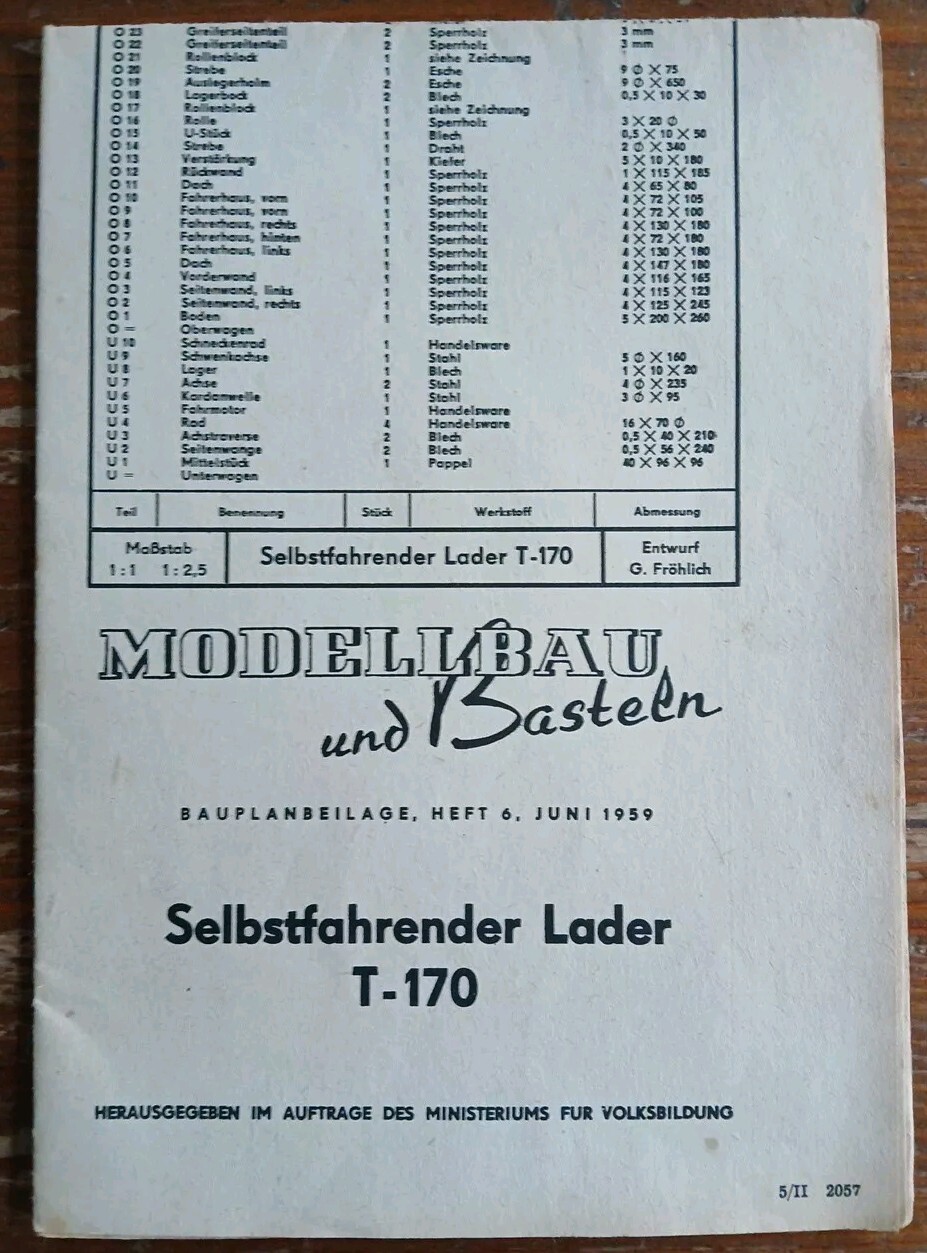 O 23 Greiferseitenteil 2 Sperrholz 3 mm
O 22 Greiferseitenteil 2 Sperrholz 3 mm
O 21 Rollenblock 1 siehe Zeichnung
O 20 Strebe 1 Esche 9 ∅ X 75
O 19 Auslegerholm 2 Esche 9 ∅ X 650
O 18 Lagerbock 2 Blech 0,5 X 10 X 30
O 17 Rollenblock 1 siehe Zeichnung
O 16 Rolle 1 Sperrholz 3 X 20 ∅
O 15 U-Stück 1 Blech 0,5 X 10 X 50
O 14 Strebe 1 Draht 2 ∅ X 340
O 13 Verstärkung 1 Kiefer 5 X 10 X 180
O 12 Rückwand 1 Sperrholz 1 X 115 X 185
O 11 Dach 1 Sperrholz 4 X 65 X 80
O 10 Fahrerhaus, vorn 1 Sperrholz 4 X 72 X 105
O 9 Fahrerhaus, vorn 1 Sperrholz 4 X 72 X 100
O 8 Fahrerhaus, rechts 1 Sperrholz 4 X 130 X 180
O 7 Fahrerhaus, hinten 1 Sperrholz 4 X 72 X 180
O 6 Fahrerhaus, links 1 Sperrholz 4 X 130 X 180
O 5 Dach 1 Sperrholz 4 X 147 X 180
O 4 Vorderwand 1 Sperrholz 4 X 116 X 165
O 3 Seitenwand, links 1 Sperrholz 4 X 115 X 123
O 2 Seitenwand, rechts 1 Sperrholz 4 X 125 X 245
O 1 Boden 1 Sperrholz 5 X 200 X 260
O = Oberwagen
U 10 Schneckenrad 1 Handelsware
U 9 Schwenkachse 1 Stahl 5 ∅ X 160
U 8 Lager 1 Blech 1 X 10 X 20
U 7 Achse 2 Stahl 4 ∅ X 235
U 6 Kardanwelle 1 Stahl 3 ∅ X 95
U 5 Fahrmotor 1 Handelsware
U 4 Rad 4 Handelsware 16 X 70 ∅
U 3 Achstraverse 2 Blech 0,5 X 40 X 210
U 2 Seitenwange 2 Blech 0,5 X 56 X 240
U 1 Mittelstück 1 Pappel 40 X 96 X 96
U = Unterwagen
Teil Benennung Stück Werkstoff Abmessung
Maßstab
1:1 1:2,5
Selbstfahrender Lader T-170
Entwurf
G. Fröhlich
MODELLBAU
und Basteln
BAUPLANBEILAGE, HEFT 6, JUNI 1959
Selbstfahrender Lader
T-170
HERAUSGEGEBEN IM AUFTRAGE DES MINISTERIUMS FUR VOLKSBILDUNG
5/II 2057